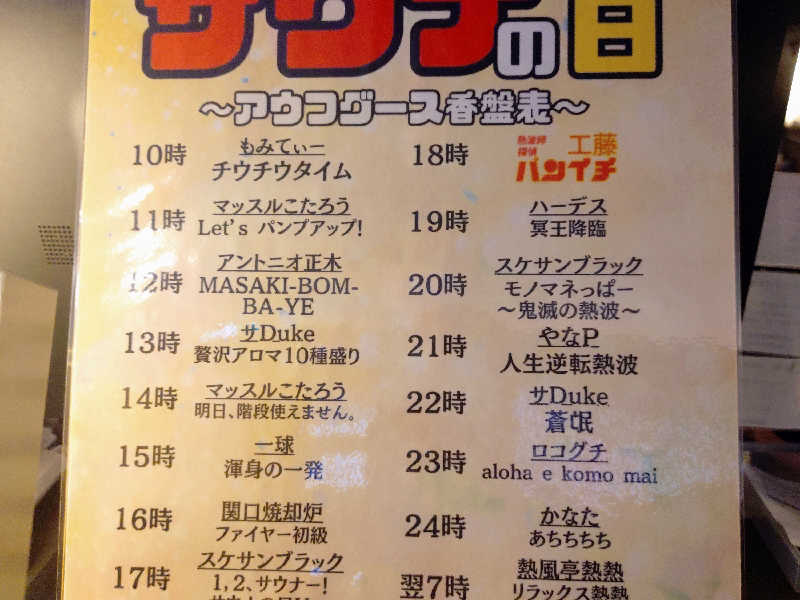 サウナの日
～アウフグース香盤表～
10時
もみてぃー
チウチウタイム
11時
マッスルこたろう
Let's パンプアップ!
12時
アントニオ正木
MASAKI-BOM-
BA-YE
13時
サDuke
贅沢アロマ10種盛り
14時
マッスルこたろう
明日、階段使えません。
15時
一球
渾身の一発
16時
関口焼却炉
ファイヤー初級
17時
スケサンブラック
1,2、サウナー!
18時
熱波師
探偵
工藤
パンイチ
19時
ハーデス
冥王降臨
20時
スケサンブラック
モノマネっぱー
～鬼滅の熱波～
21時
やなP
人生逆転熱波
22時
サDuke
蒼氓
23時
ロコグチ
aloha e komo mai
24時
かなた
あちちちち
翌7時
熱風亭熱熱
リラックス熱熱